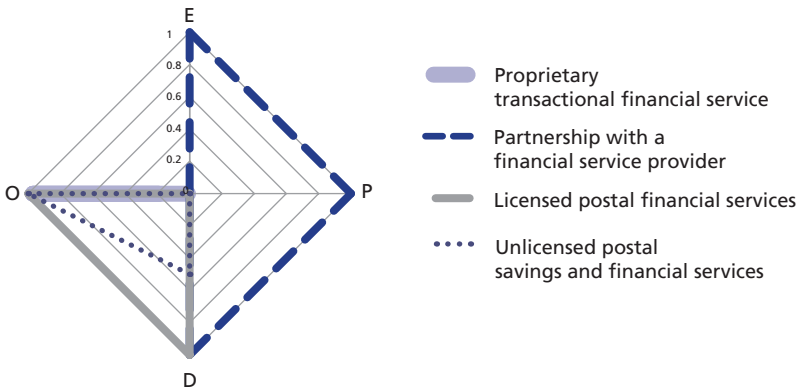 E
1
0.8
0.6
0.4
0.2
0
O
P
D
Proprietary
transactional financial service
Partnership with a
financial service provider
Licensed postal financial services
Unlicensed postal
savings and financial services